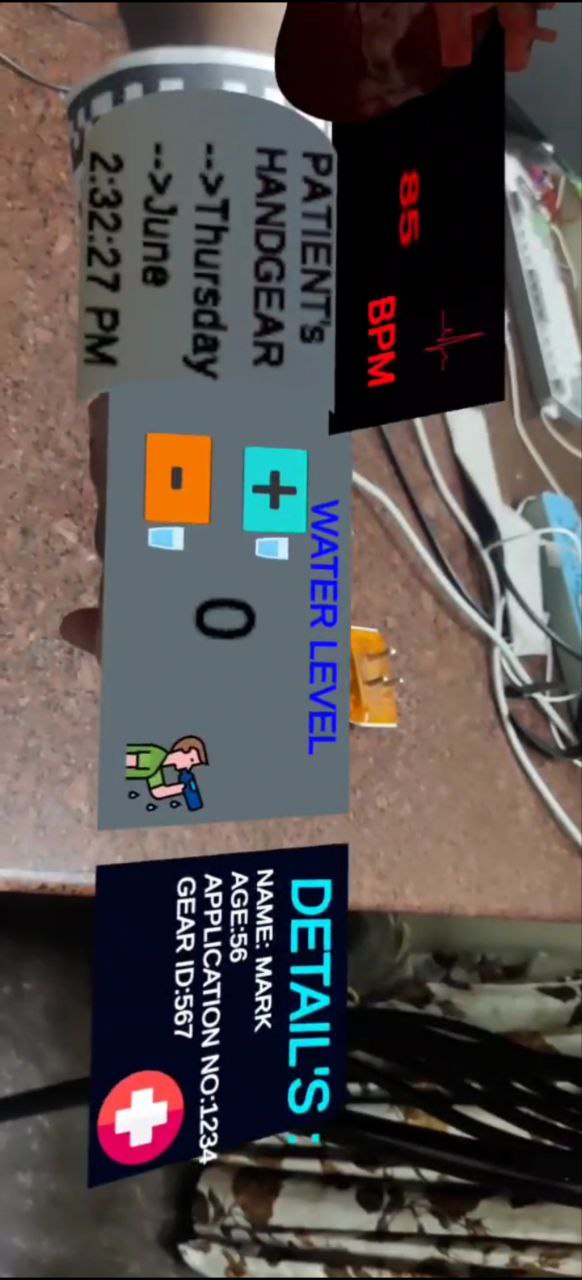 85
BPM
PATIENT's
HANDGEAR
-->Thursday
-->June
2:32:27 PM
WATER LEVEL
+
0
-
DETAIL'S :
NAME: MARK
AGE:56
APPLICATION NO:1234
GEAR ID:567